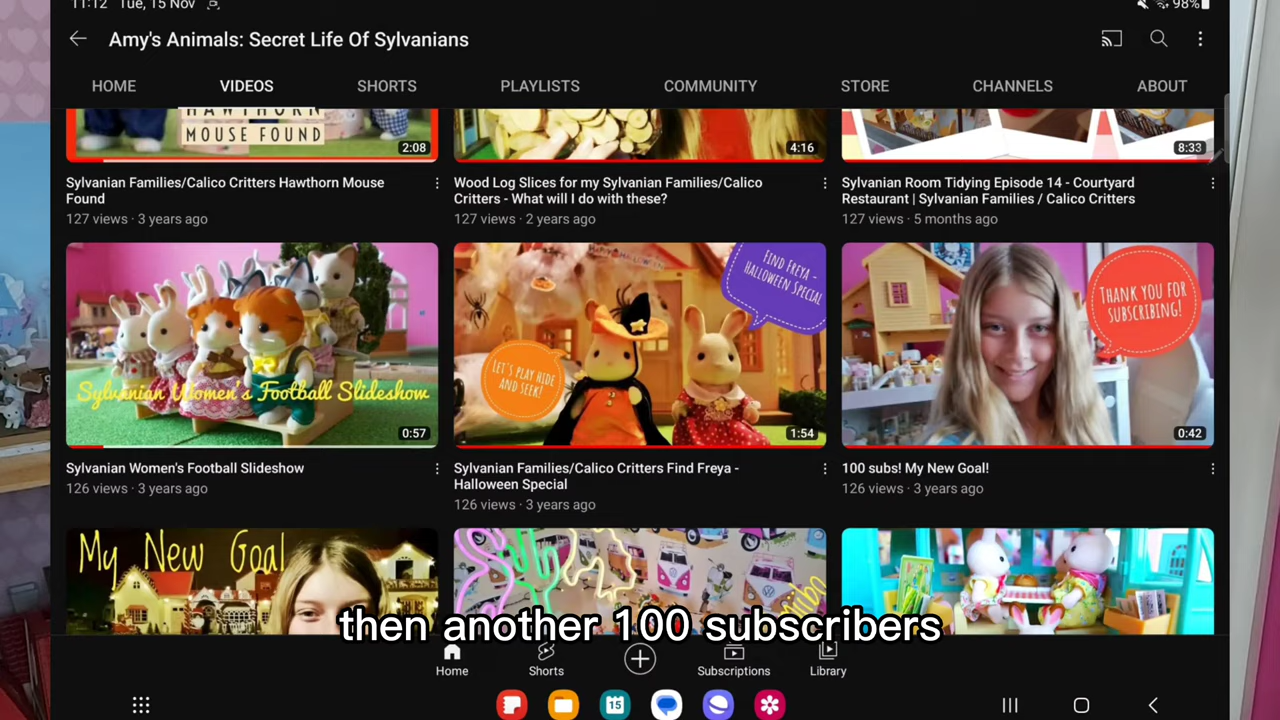 11:12 Tue, 15 Nov
98%
Amy's Animals: Secret Life Of Sylvanians
HOME VIDEOS SHORTS PLAYLISTS COMMUNITY STORE CHANNELS ABOUT
HAWTHORN
MOUSE FOUND
2:08
4:16
8:33
Sylvanian Families/Calico Critters Hawthorn Mouse
Found
127 views · 3 years ago
Wood Log Slices for my Sylvanian Families/Calico
Critters - What will I do with these?
127 views · 2 years ago
Sylvanian Room Tidying Episode 14 - Courtyard
Restaurant | Sylvanian Families / Calico Critters
127 views · 5 months ago
Sylvanian Women's Football Slideshow
0:57
HAPPY HALLOWEEN
FIND FREYA -
HALLOWEEN
SPECIAL
LET'S PLAY HIDE
AND SEEK!
1:54
THANK YOU FOR
SUBSCRIBING!
0:42
Sylvanian Women's Football Slideshow
126 views · 3 years ago
Sylvanian Families/Calico Critters Find Freya -
Halloween Special
126 views · 3 years ago
100 subs! My New Goal!
126 views · 3 years ago
My New Goal
then another 100 subscribers
Home Shorts Subscriptions Library
15